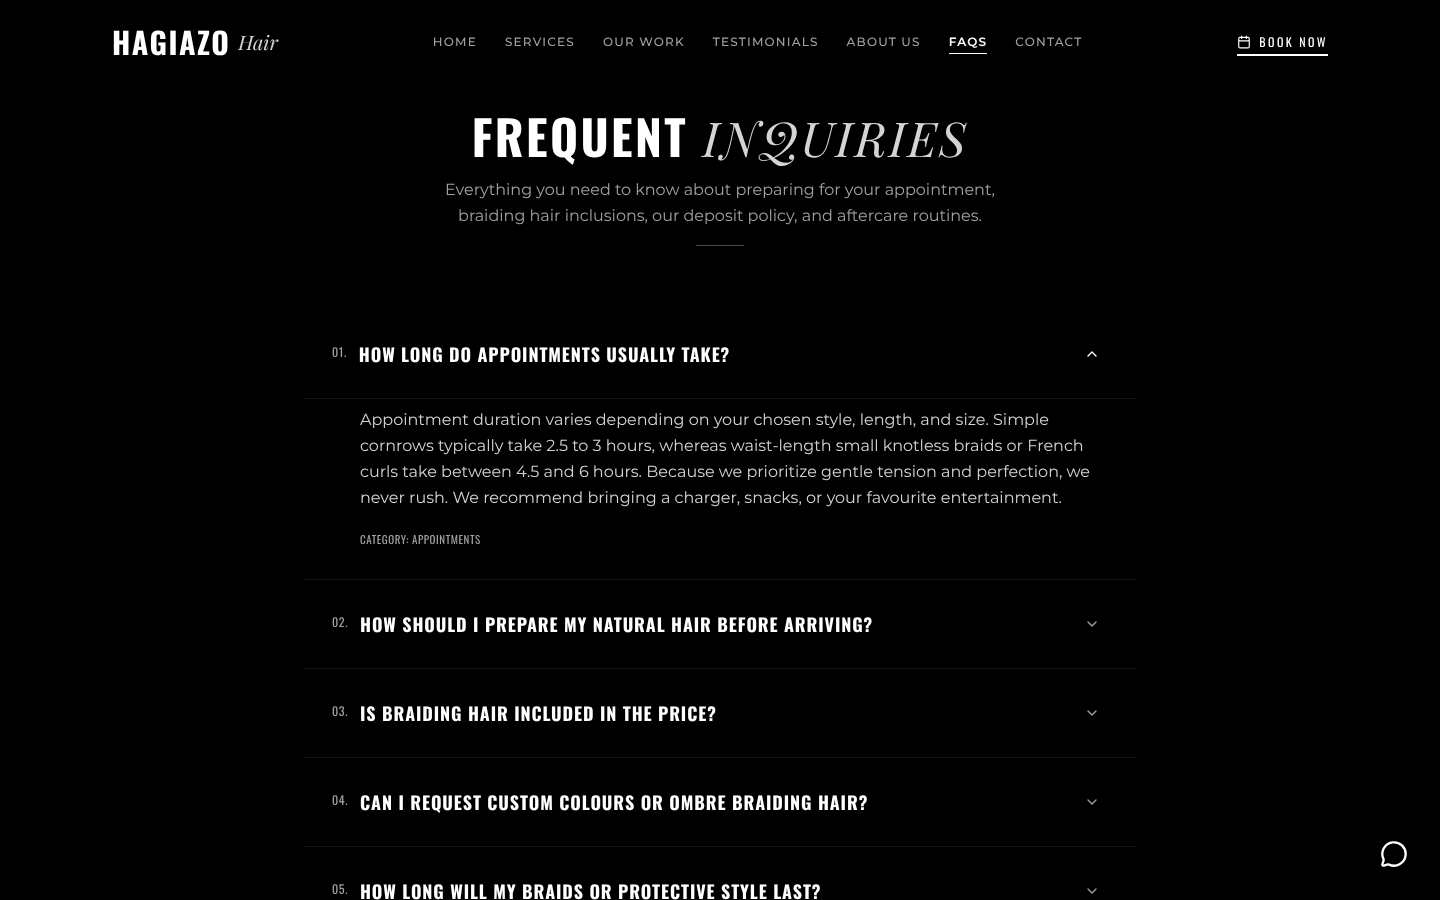 HAGIAZO Hair
HOME SERVICES OUR WORK TESTIMONIALS ABOUT US FAQS CONTACT
BOOK NOW
FREQUENT INQUIRIES
Everything you need to know about preparing for your appointment,
braiding hair inclusions, our deposit policy, and aftercare routines.
01. HOW LONG DO APPOINTMENTS USUALLY TAKE?
Appointment duration varies depending on your chosen style, length, and size. Simple
cornrows typically take 2.5 to 3 hours, whereas waist-length small knotless braids or French
curls take between 4.5 and 6 hours. Because we prioritize gentle tension and perfection, we
never rush. We recommend bringing a charger, snacks, or your favourite entertainment.
CATEGORY: APPOINTMENTS
02. HOW SHOULD I PREPARE MY NATURAL HAIR BEFORE ARRIVING?
03. IS BRAIDING HAIR INCLUDED IN THE PRICE?
04. CAN I REQUEST CUSTOM COLOURS OR OMBRE BRAIDING HAIR?
05. HOW LONG WILL MY BRAIDS OR PROTECTIVE STYLE LAST?